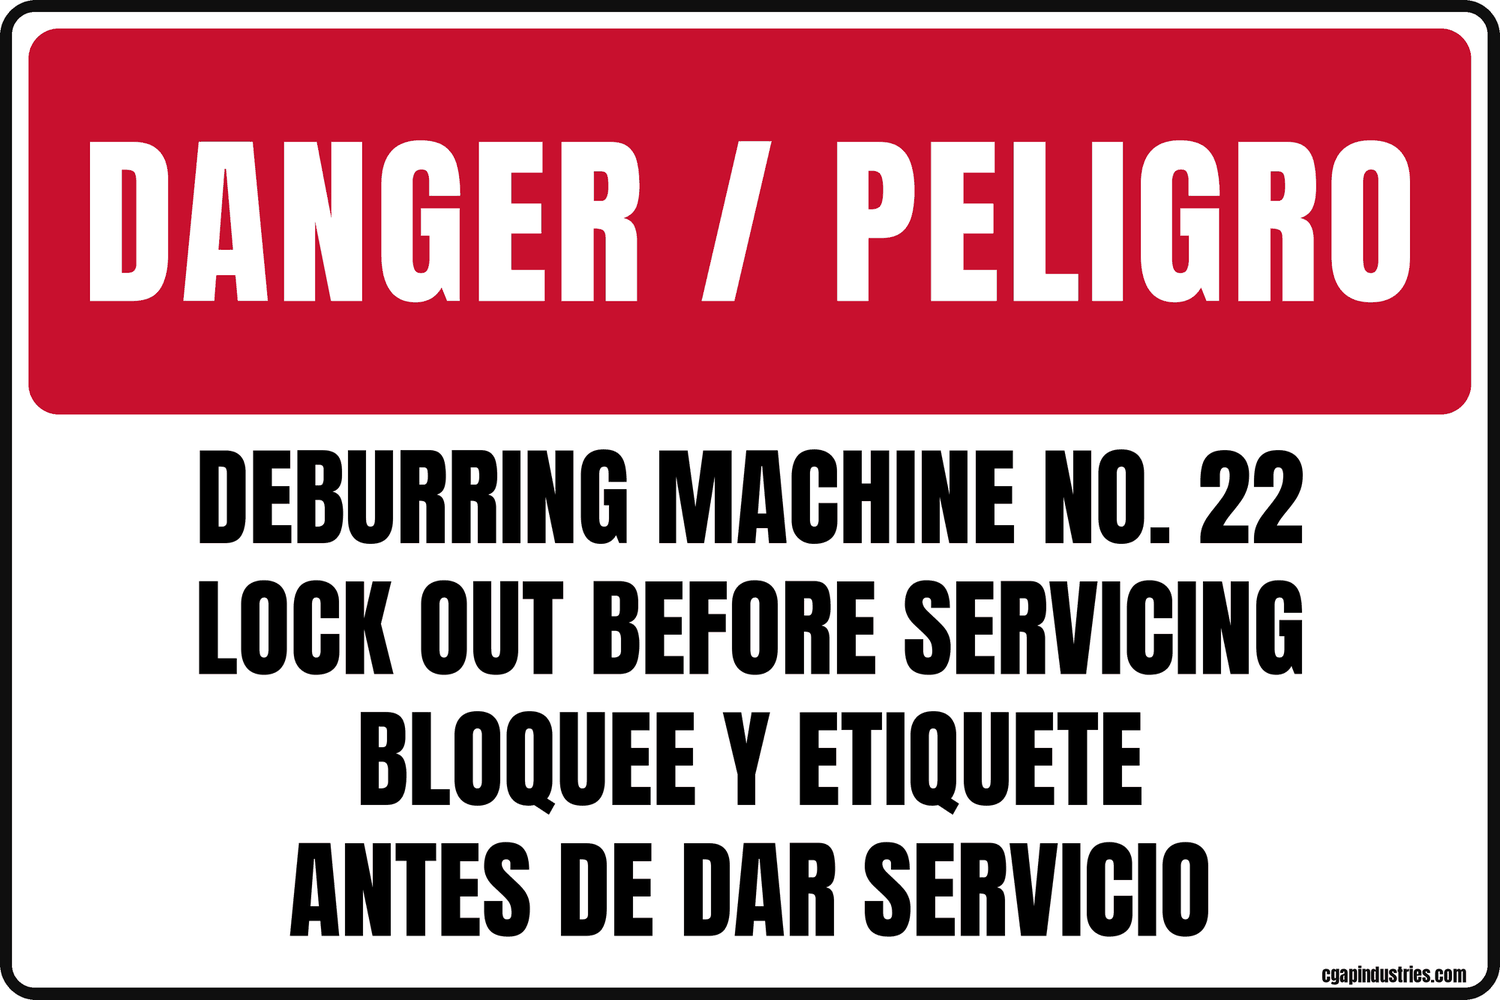 DANGER / PELIGRO
DEBURRING MACHINE NO. 22
LOCK OUT BEFORE SERVICING
BLOQUEE Y ETIQUETE
ANTES DE DAR SERVICIO
cgapindustries.com